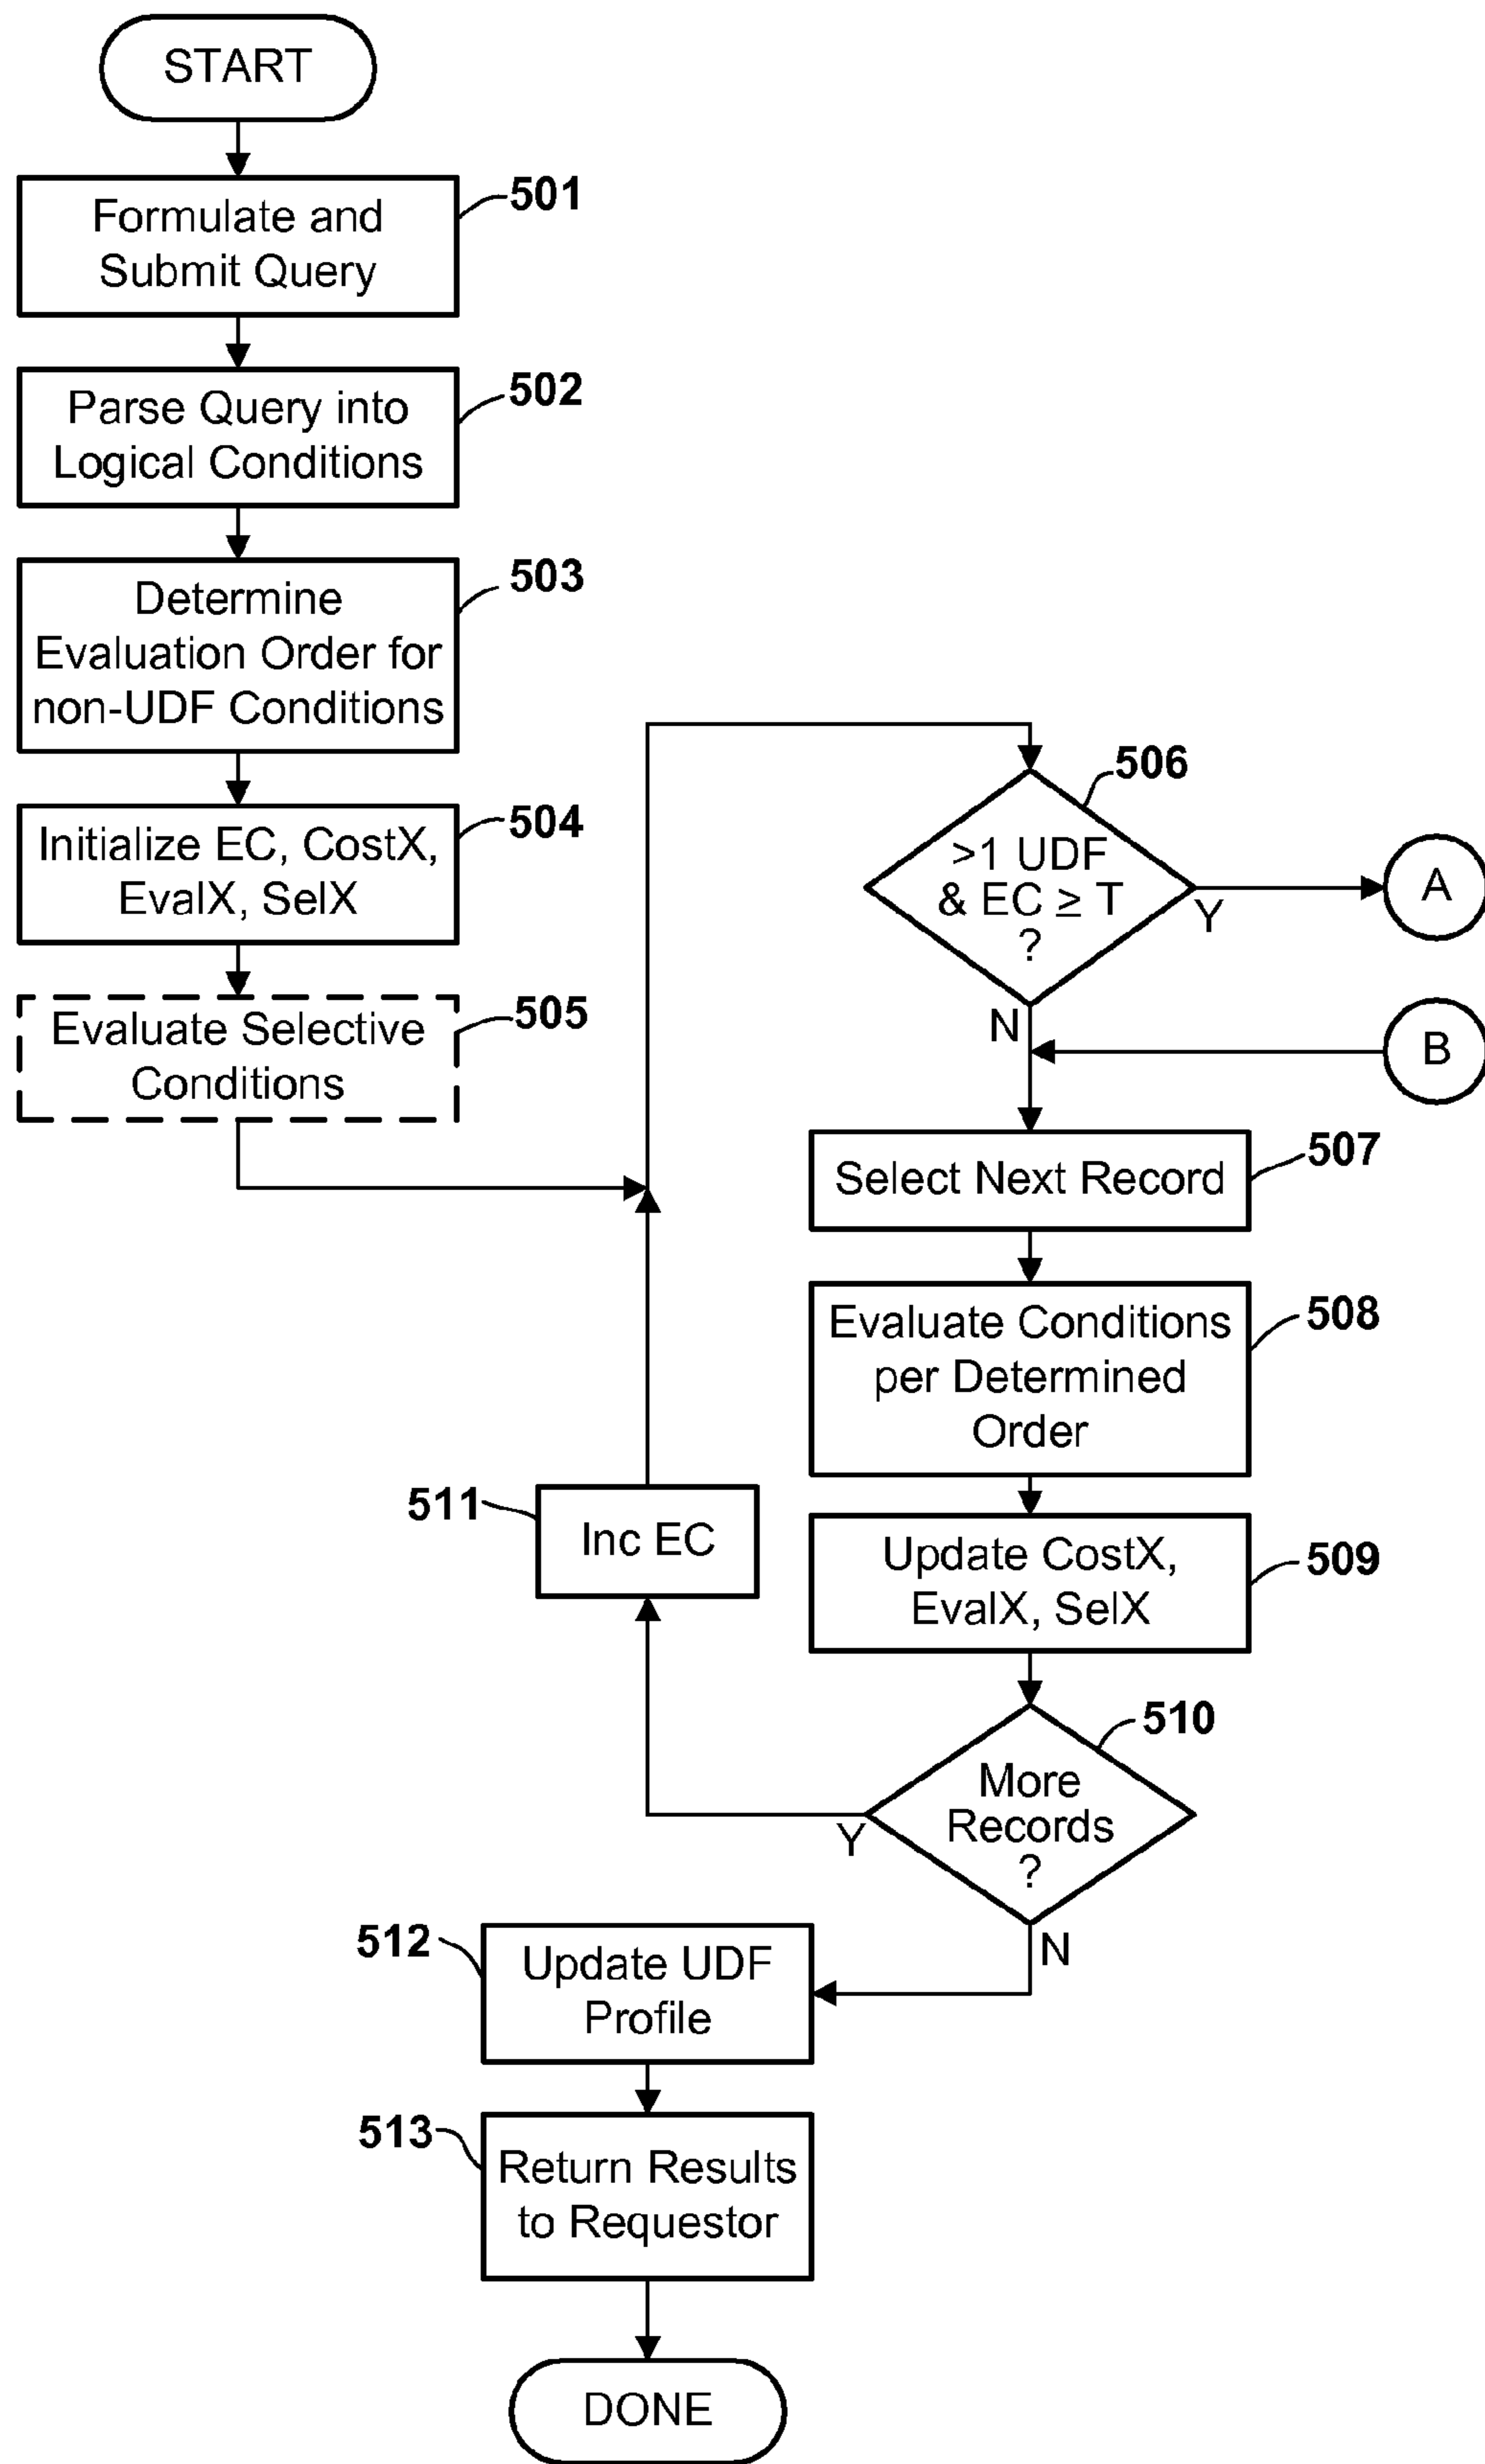 START
Formulate and
Submit Query
501
Parse Query into
Logical Conditions
502
Determine
Evaluation Order for
non-UDF Conditions
503
Initialize EC, CostX,
EvalX, SelX
504
Evaluate Selective
Conditions
505
>1 UDF
& EC ≥ T
?
506
Y
A
N
B
Select Next Record
507
Evaluate Conditions
per Determined
Order
508
Update CostX,
EvalX, SelX
509
More
Records
?
510
Y
N
511
Inc EC
512
Update UDF
Profile
513
Return Results
to Requestor
DONE